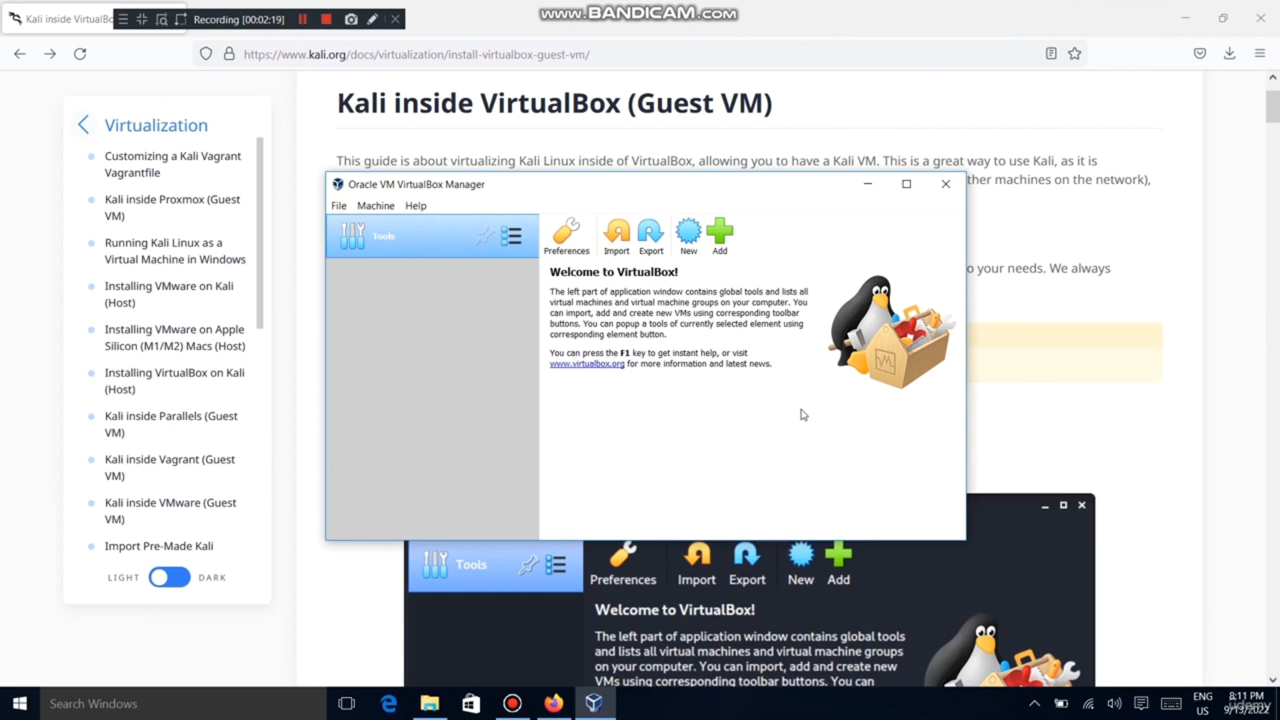 Kali inside VirtualBo
Recording [00:02:19]
WWW.BANDICAM.COM
https://www.kali.org/docs/virtualization/install-virtualbox-guest-vm/
Virtualization
Customizing a Kali Vagrant
Vagrantfile
Kali inside Proxmox (Guest
VM)
Running Kali Linux as a
Virtual Machine in Windows
Installing VMware on Kali
(Host)
Installing VMware on Apple
Silicon (M1/M2) Macs (Host)
Installing VirtualBox on Kali
(Host)
Kali inside Parallels (Guest
VM)
Kali inside Vagrant (Guest
VM)
Kali inside VMware (Guest
VM)
Import Pre-Made Kali
LIGHT DARK
Kali inside VirtualBox (Guest VM)
This guide is about virtualizing Kali Linux inside of VirtualBox, allowing you to have a Kali VM. This is a great way to use Kali, as it is
ther machines on the network),
o your needs. We always
Oracle VM VirtualBox Manager
File Machine Help
Tools
Preferences Import Export New Add
Welcome to VirtualBox!
The left part of application window contains global tools and lists all
virtual machines and virtual machine groups on your computer. You
can import, add and create new VMs using corresponding toolbar
buttons. You can popup a tools of currently selected element using
corresponding element button.
You can press the F1 key to get instant help, or visit
www.virtualbox.org for more information and latest news.
Tools
Preferences Import Export New Add
Welcome to VirtualBox!
The left part of application window contains global tools
and lists all virtual machines and virtual machine groups
on your computer. You can import, add and create new
VMs using corresponding toolbar buttons. You can
Search Windows
ENG
US
8:11 PM
9/13/2022
udemy